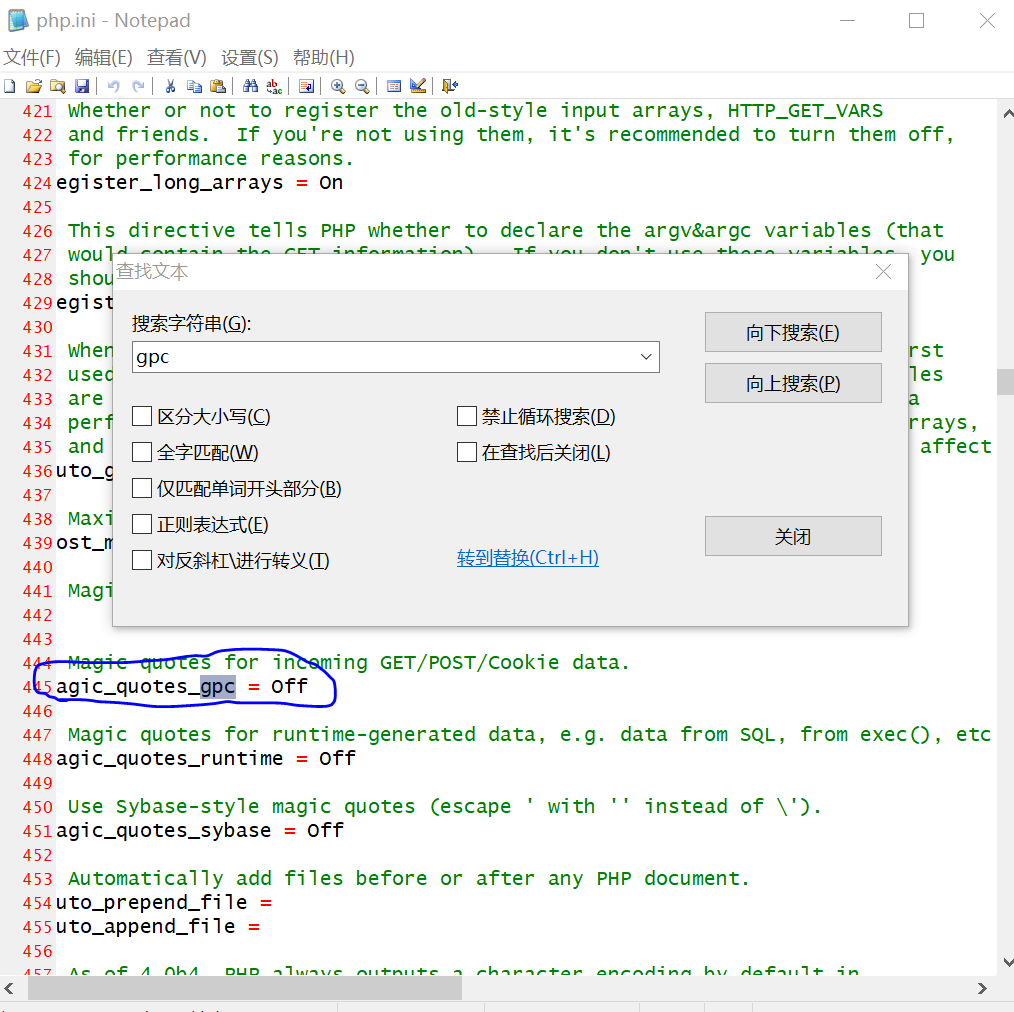 php.ini - Notepad
文件(F) 编辑(E) 查看(V) 设置(S) 帮助(H)
421 Whether or not to register the old-style input arrays, HTTP_GET_VARS
422 and friends.  If you're not using them, it's recommended to turn them off,
423 for performance reasons.
424 egister_long_arrays = On
425
426 This directive tells PHP whether to declare the argv&argc variables (that
427 would contain the GET information).  If you don't use these variables, you
428 shou
429 egist
430
431 When rst
432 used les
433 are a
434 perf rrays,
435 and affect
436 uto_g
437
438 Maxi
439 ost_m
440
441 Magi
442
443
444 Magic quotes for incoming GET/POST/Cookie data.
445 agic_quotes_gpc = Off
446
447 Magic quotes for runtime-generated data, e.g. data from SQL, from exec(), etc
448 agic_quotes_runtime = Off
449
450 Use Sybase-style magic quotes (escape ' with '' instead of \').
451 agic_quotes_sybase = Off
452
453 Automatically add files before or after any PHP document.
454 uto_prepend_file =
455 uto_append_file =
456
457 As of 4.0b4, PHP always outputs a character encoding by default in
查找文本
搜索字符串(G):
gpc
向下搜索(F)
向上搜索(P)
区分大小写(C)
禁止循环搜索(D)
全字匹配(W)
在查找后关闭(L)
仅匹配单词开头部分(B)
正则表达式(E)
关闭
对反斜杠\进行转义(T)
转到替换(Ctrl+H)